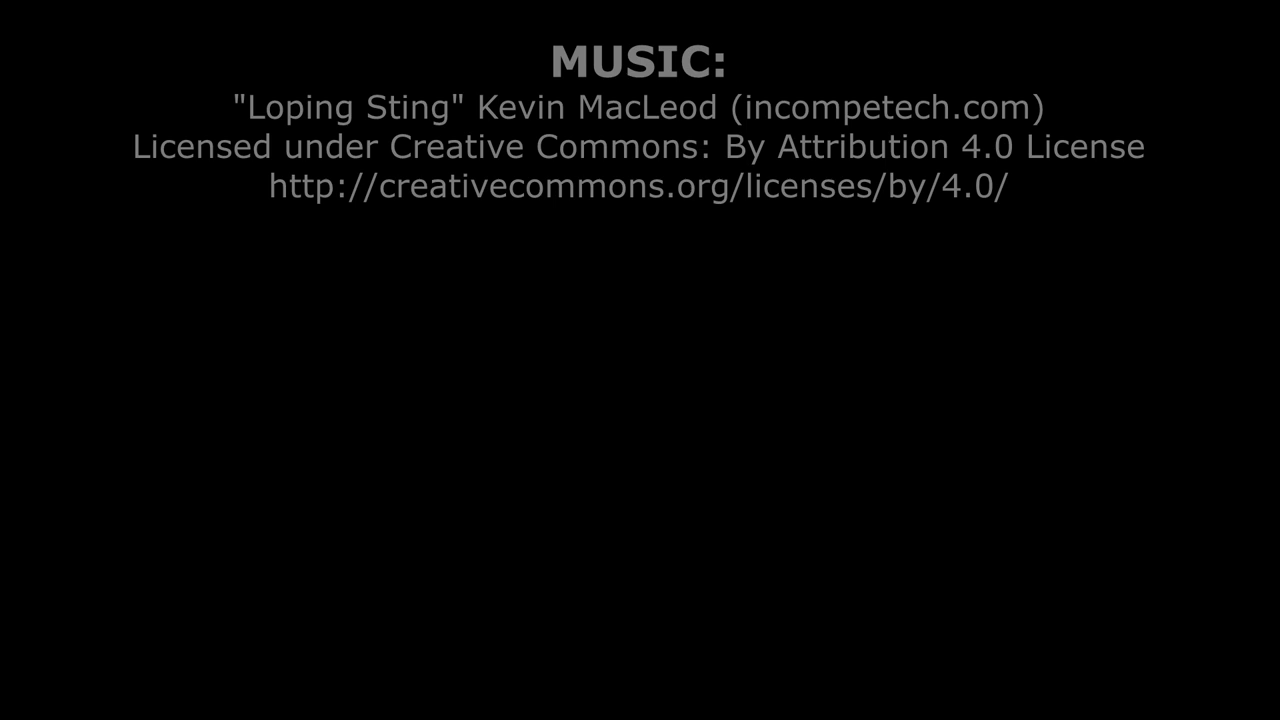 MUSIC:
"Loping Sting" Kevin MacLeod (incompetech.com)
Licensed under Creative Commons: By Attribution 4.0 License
http://creativecommons.org/licenses/by/4.0/